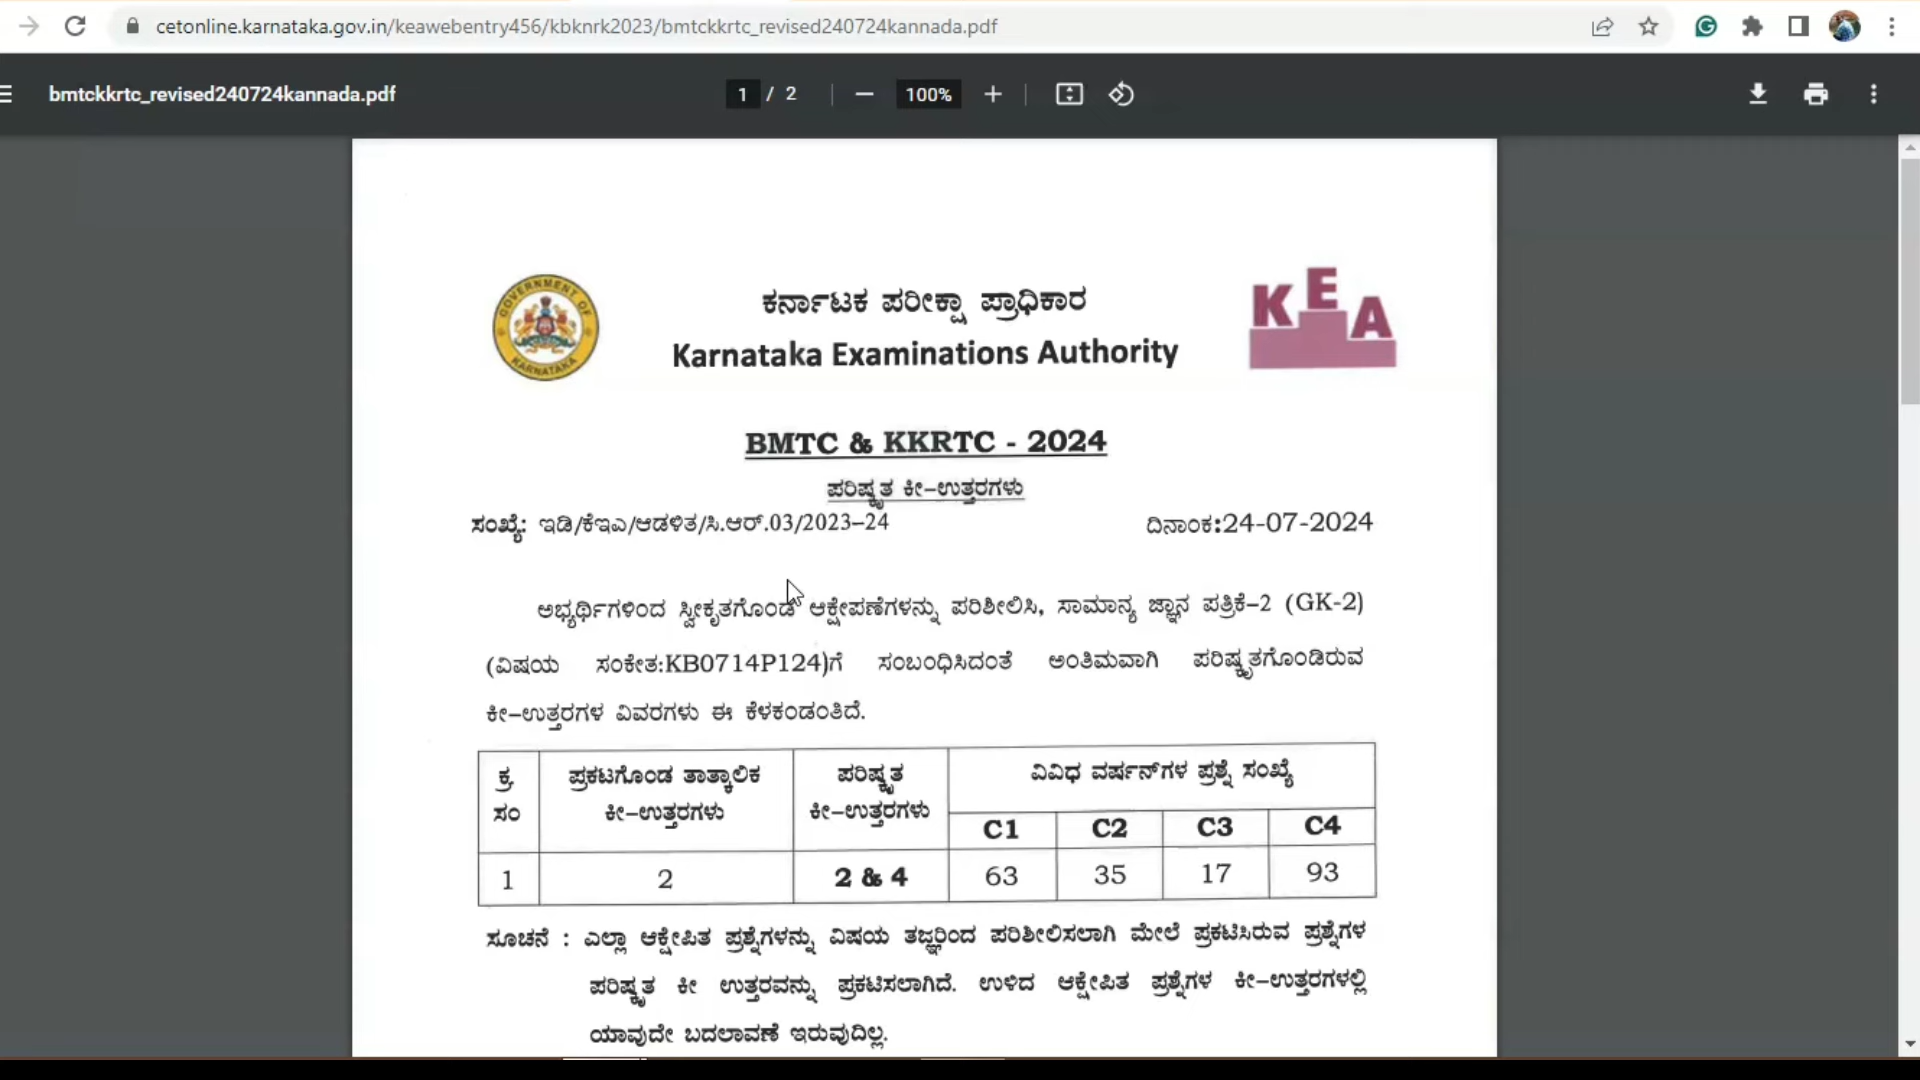 cetonline.karnataka.gov.in/keawebentry456/kbknrk2023/bmtckkrtc_revised240724kannada.pdf
bmtckkrtc_revised240724kannada.pdf 1 / 2 100%
GOVERNMENT OF KARNATAKA
ಕರ್ನಾಟಕ ಪರೀಕ್ಷಾ ಪ್ರಾಧಿಕಾರ
KEA
Karnataka Examinations Authority
BMTC & KKRTC - 2024
ಪರಿಷ್ಕೃತ ಕೀ-ಉತ್ತರಗಳು
ಸಂಖ್ಯೆ: ಇಡಿ/ಕೆಇಎ/ಆಡಳಿತ/ಸಿ.ಆರ್.03/2023-24 ದಿನಾಂಕ:24-07-2024
ಅಭ್ಯರ್ಥಿಗಳಿಂದ ಸ್ವೀಕೃತಗೊಂಡ ಆಕ್ಷೇಪಣೆಗಳನ್ನು ಪರಿಶೀಲಿಸಿ, ಸಾಮಾನ್ಯ ಜ್ಞಾನ ಪತ್ರಿಕೆ-2 (GK-2)
(ವಿಷಯ ಸಂಕೇತ:KB0714P124)ಗೆ ಸಂಬಂಧಿಸಿದಂತೆ ಅಂತಿಮವಾಗಿ ಪರಿಷ್ಕೃತಗೊಂಡಿರುವ
ಕೀ-ಉತ್ತರಗಳ ವಿವರಗಳು ಈ ಕೆಳಕಂಡಂತಿದೆ.
ಕ್ರ ಸಂ ಪ್ರಕಟಗೊಂಡ ತಾತ್ಕಾಲಿಕ ಕೀ-ಉತ್ತರಗಳು ಪರಿಷ್ಕೃತ ಕೀ-ಉತ್ತರಗಳು ವಿವಿಧ ವರ್ಷನ್‌ಗಳ ಪ್ರಶ್ನೆ ಸಂಖ್ಯೆ
C1 C2 C3 C4
1 2 2 & 4 63 35 17 93
ಸೂಚನೆ : ಎಲ್ಲಾ ಆಕ್ಷೇಪಿತ ಪ್ರಶ್ನೆಗಳನ್ನು ವಿಷಯ ತಜ್ಞರಿಂದ ಪರಿಶೀಲಿಸಲಾಗಿ ಮೇಲೆ ಪ್ರಕಟಿಸಿರುವ ಪ್ರಶ್ನೆಗಳ
ಪರಿಷ್ಕೃತ ಕೀ ಉತ್ತರವನ್ನು ಪ್ರಕಟಿಸಲಾಗಿದೆ. ಉಳಿದ ಆಕ್ಷೇಪಿತ ಪ್ರಶ್ನೆಗಳ ಕೀ-ಉತ್ತರಗಳಲ್ಲಿ
ಯಾವುದೇ ಬದಲಾವಣೆ ಇರುವುದಿಲ್ಲ.